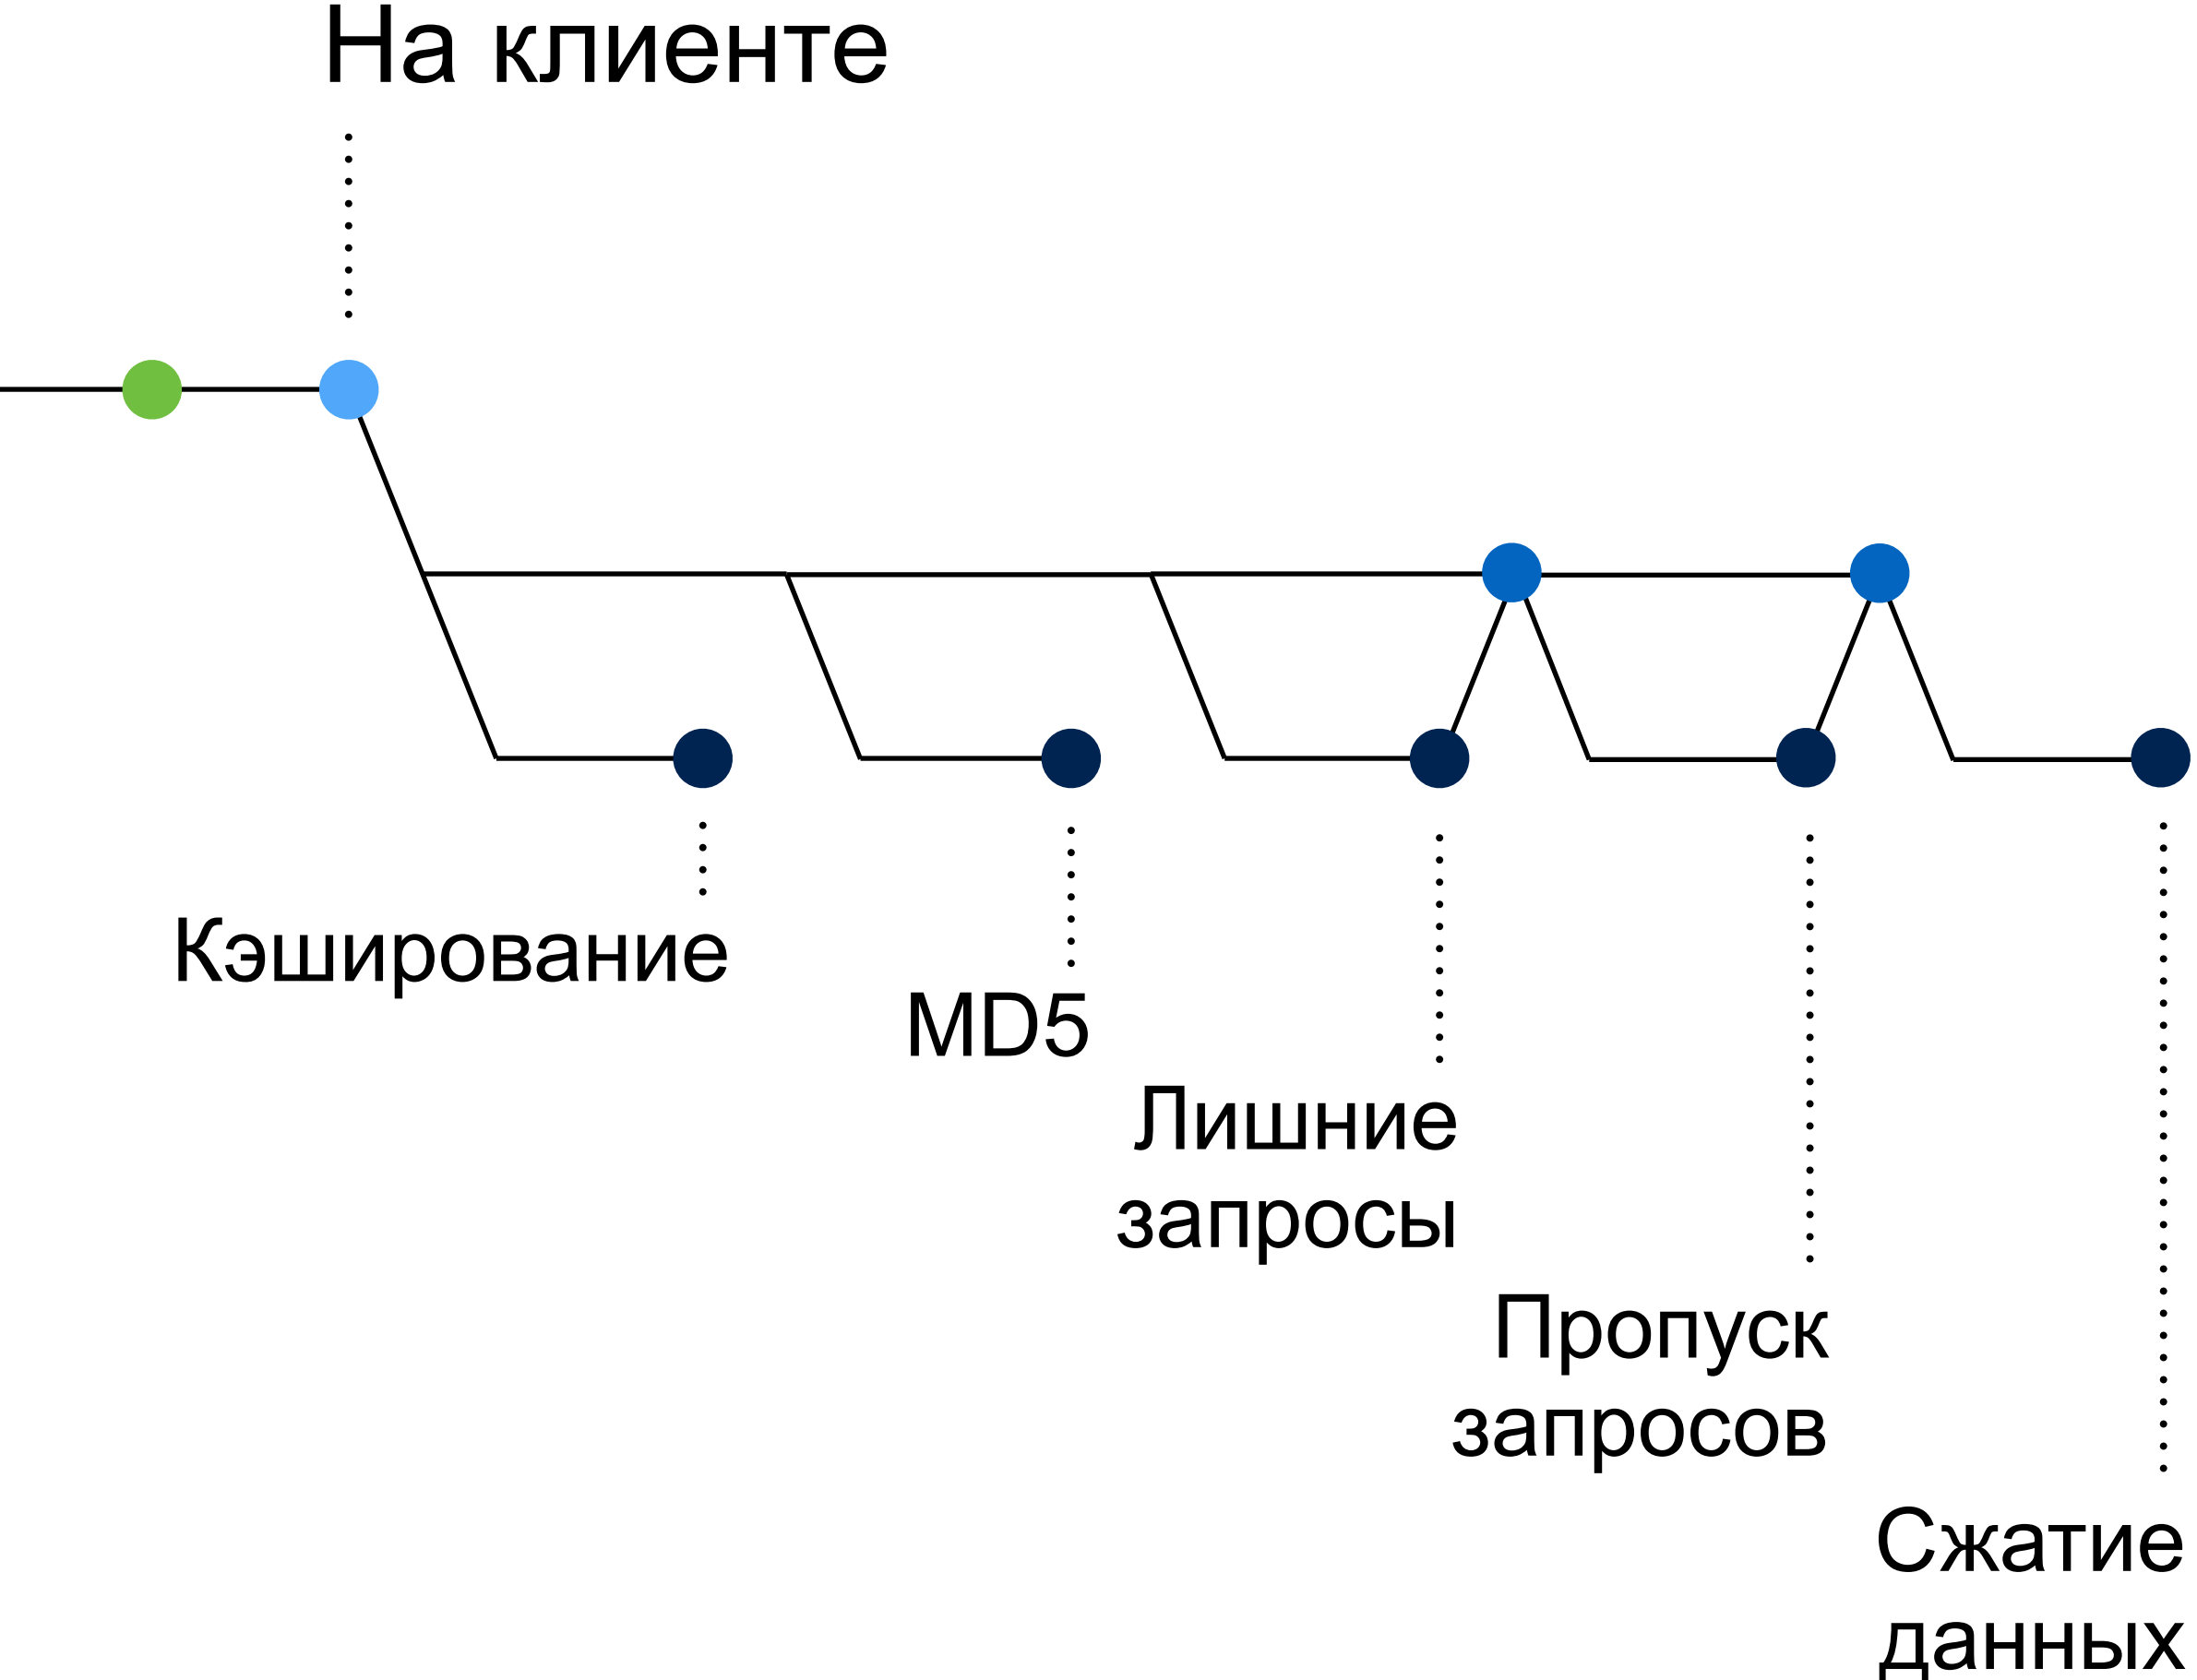 На клиенте
Кэширование
MD5
Лишние
запросы
Пропуск
запросов
Сжатие
данных